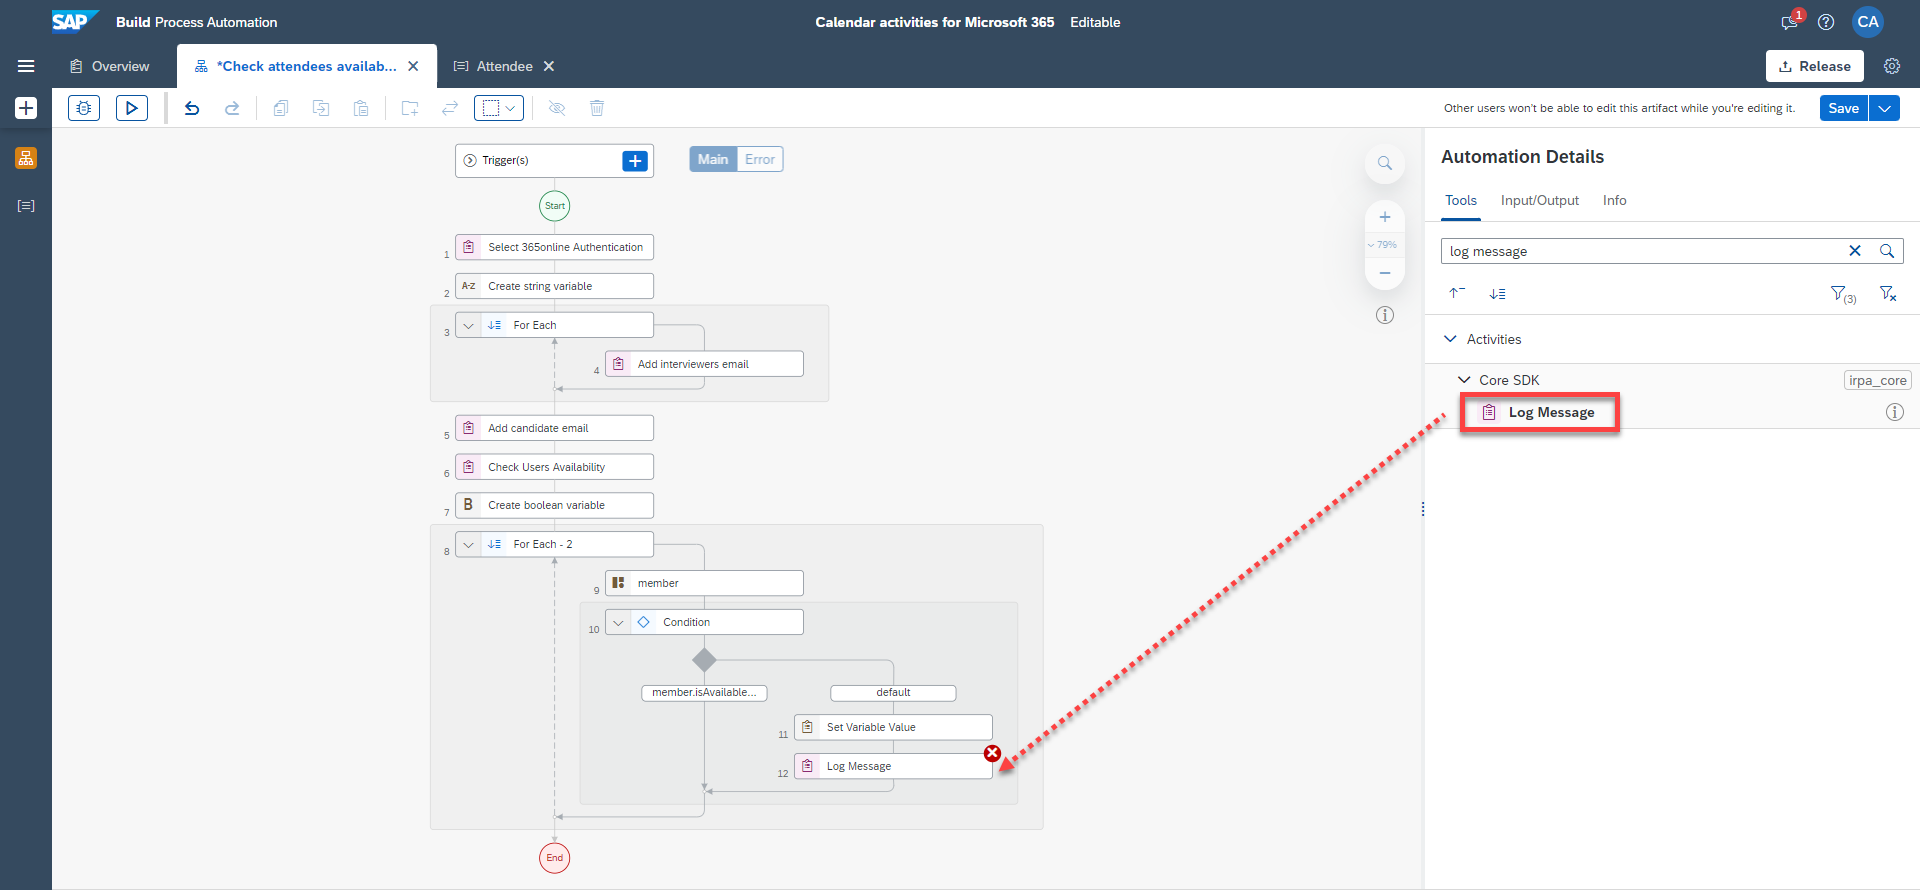 SAP Build Process Automation
Calendar activities for Microsoft 365 Editable
1
CA
Overview
*Check attendees availab...
Attendee
Release
Other users won't be able to edit this artifact while you're editing it.
Save
Trigger(s)
Main Error
Start
1 Select 365online Authentication
2 A-Z Create string variable
3 For Each
4 Add interviewers email
5 Add candidate email
6 Check Users Availability
7 B Create boolean variable
8 For Each - 2
9 member
10 Condition
member.isAvailable...
default
11 Set Variable Value
12 Log Message
End
79%
Automation Details
Tools Input/Output Info
log message
(3)
Activities
Core SDK irpa_core
Log Message